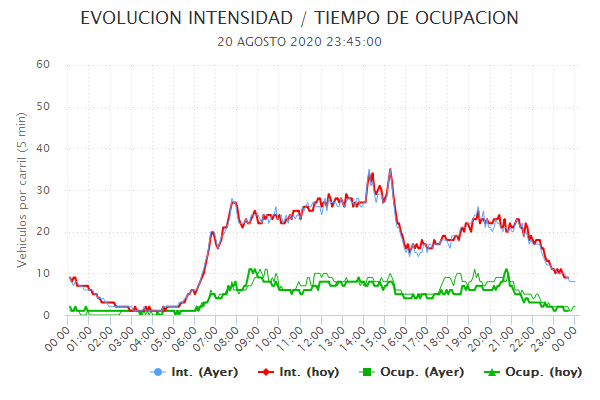 EVOLUCION INTENSIDAD / TIEMPO DE OCUPACION
20 AGOSTO 2020 23:45:00
Vehiculos por carril (5 min)
60
50
40
30
20
10
0
00:00 01:00 02:00 03:00 04:00 05:00 06:00 07:00 08:00 09:00 10:00 11:00 12:00 13:00 14:00 15:00 16:00 17:00 18:00 19:00 20:00 21:00 22:00 23:00 00:00
Int. (Ayer) Int. (hoy) Ocup. (Ayer) Ocup. (hoy)